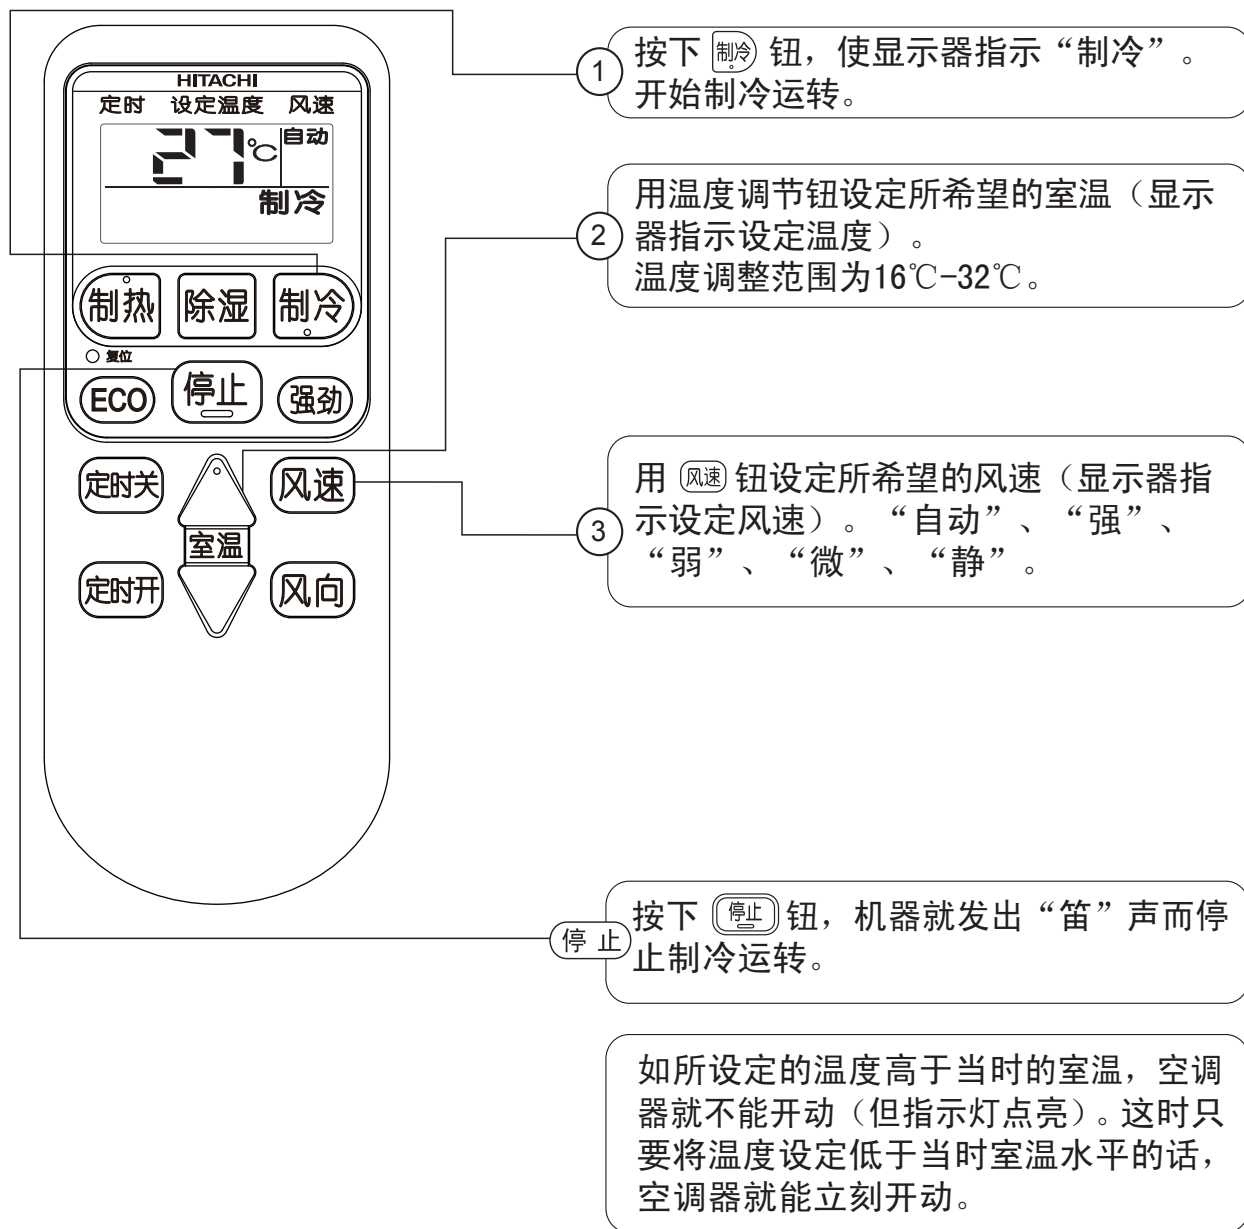 HITACHI
定时 设定温度 风速
27℃ 自动
制冷
制热 除湿 制冷
复位
ECO 停止 强劲
定时关 风速
室温
定时开 风向
1
按下 制冷 钮，使显示器指示“制冷”。
开始制冷运转。
2
用温度调节钮设定所希望的室温（显示
器指示设定温度）。
温度调整范围为16℃-32℃。
3
用 风速 钮设定所希望的风速（显示器指
示设定风速）。“自动”、“强”、
“弱”、“微”、“静”。
停 止
按下 停止 钮，机器就发出“笛”声而停
止制冷运转。
如所设定的温度高于当时的室温，空调
器就不能开动（但指示灯点亮）。这时只
要将温度设定低于当时室温水平的话，
空调器就能立刻开动。